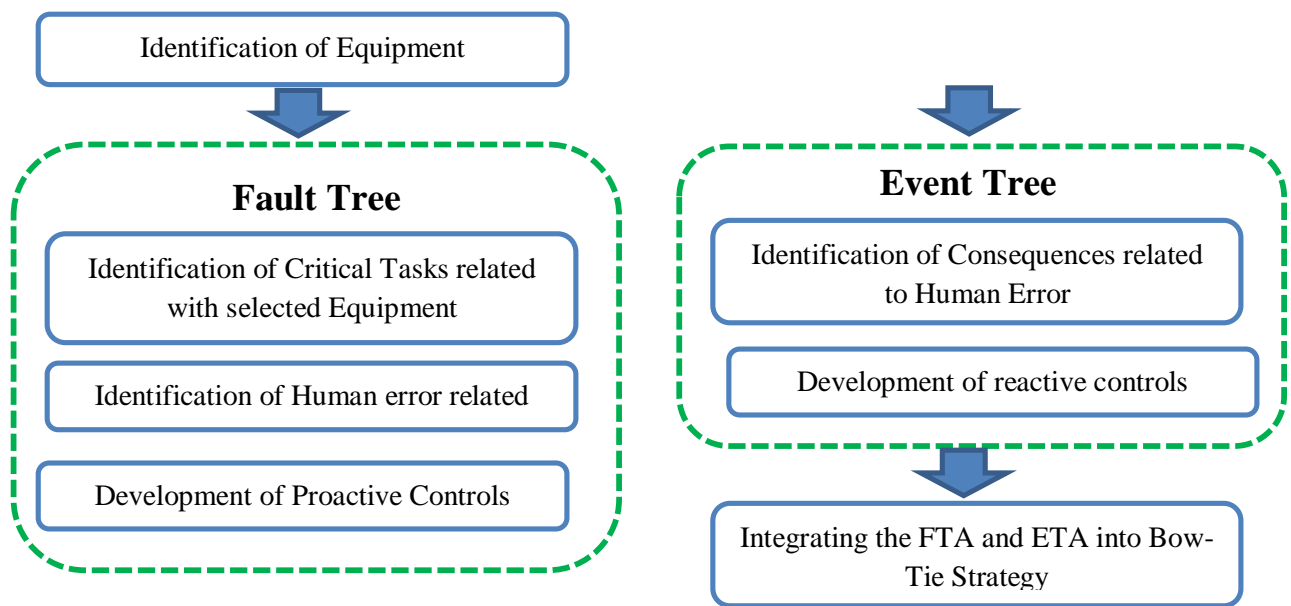 Identification of Equipment
Fault Tree
Identification of Critical Tasks related
with selected Equipment
Identification of Human error related
Development of Proactive Controls
Event Tree
Identification of Consequences related
to Human Error
Development of reactive controls
Integrating the FTA and ETA into Bow-
Tie Strategy